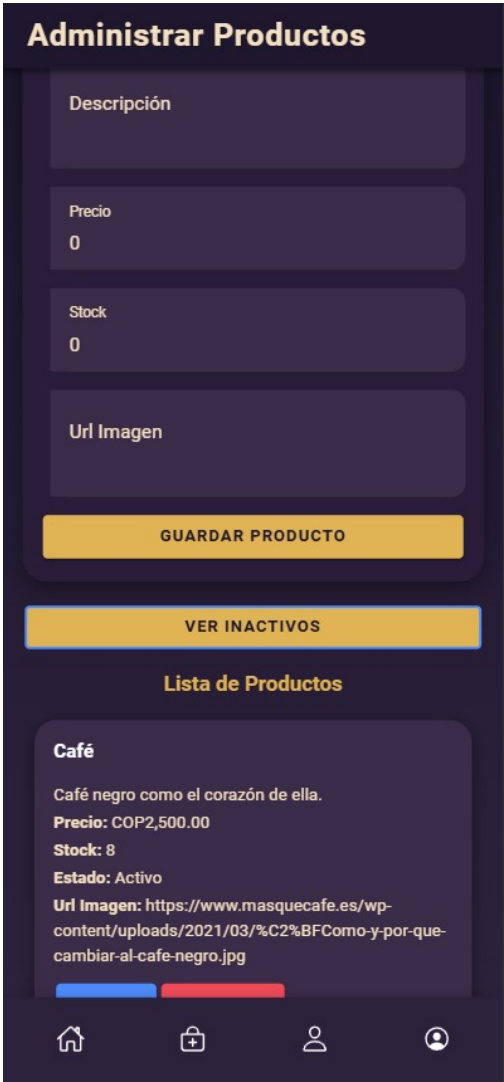 Administrar Productos
Descripción
Precio
0
Stock
0
Url Imagen
GUARDAR PRODUCTO
VER INACTIVOS
Lista de Productos
Café
Café negro como el corazón de ella.
Precio: COP2,500.00
Stock: 8
Estado: Activo
Url Imagen: https://www.masquecafe.es/wp-
content/uploads/2021/03/%C2%BFComo-y-por-que-
cambiar-al-cafe-negro.jpg